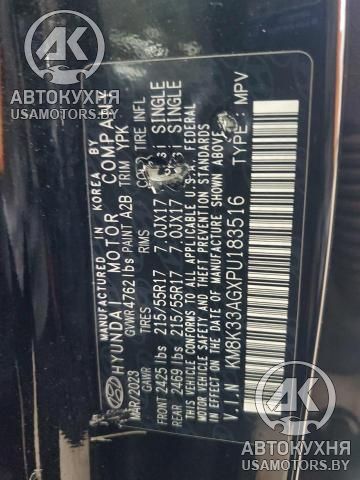 АВТОКУХНЯ
USAMOTORS.BY
MANUFACTURED IN KOREA BY
HYUNDAI MOTOR COMPANY
MAR/2023 GVWR 4762 lbs PAINT A2B TRIM YPK
GAWR TIRES RIMS TIRE INFL
FRONT 2425 lbs 215/55R17 7.0JX17 si SINGLE
REAR 2469 lbs 215/55R17 7.0JX17 si SINGLE
THIS VEHICLE CONFORMS TO ALL APPLICABLE U.S. FEDERAL
MOTOR VEHICLE SAFETY AND THEFT PREVENTION STANDARDS
IN EFFECT ON THE DATE OF MANUFACTURE SHOWN ABOVE.
V.I.N KM8K33AGXPU183516 TYPE : MPV
АВТОКУХНЯ
USAMOTORS.BY